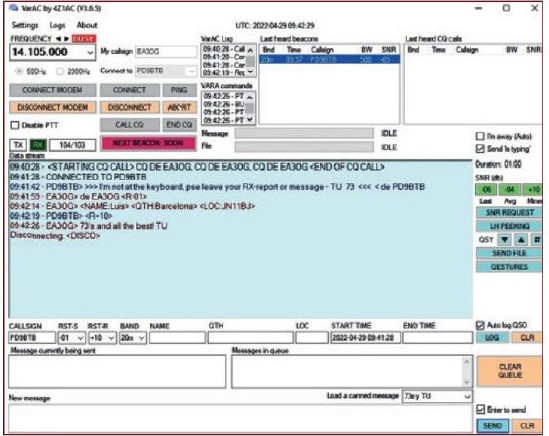 VarAC by 4Z1AC (V3.6.5)
Settings Logs About
UTC: 2022-04-29 09:42:29
FREQUENCY BUSY
VarAC Log
Last heard beacons
Last heard CQ calls
14.105.000
My callsign EA3OG
09:40:28 - Call
09:41:20 - Con
09:41:28 - Con
Bnd Time Callsign BW SNR
20m 09:37 PD9BTB 500 -05
Bnd Time Callsign BW SNR
500Hz 2300Hz Connect to PD9BTB
VARA commands
CONNECT MODEM CONNECT PING
09:42:25 - PT
09:42:26 - BU
09:42:26 - PT
09:42:26 - PT
DISCONNECT MODEM DISCONNECT ABORT
Disable PTT CALL CQ END CQ
Message IDLE
File IDLE
TX RX 104/103 NEXT BEACON: SOON
I'm away (Auto)
Send 'is typing'
Data stream
09:40:28 - <STARTING CQ CALL> CQ DE EA3OG, CQ DE EA3OG, CQ DE EA3OG <END OF CQ CALL>
09:41:28 - CONNECTED TO PD9BTB
09:41:42 - PD9BTB> >>> I'm not at the keyboard, pse leave your RX-report or message - TU 73 <<< < de PD9BTB
09:41:59 - EA3OG> de EA3OG <R-01>
09:42:14 - EA3OG> <NAME:Luis> <QTH:Barcelona> <LOC:JN11BJ>
09:42:19 - PD9BTB> <R+10>
09:42:26 - EA3OG> 73's and all the best! TU
Disconnecting. <DISCO>
Duration: 01:00
SNR (db)
-06 -04 +10
Last Avg Mine
SNR REQUEST
LH PEEKING
QSY
SEND FILE
GESTURES
CALLSIGN RST-S RST-R BAND NAME QTH LOC START TIME END TIME
PD9BTB -01 +10 20m 2022-04-29 09:41:28
Auto log QSO
LOG CLR
Message currently being sent
Messages in queue
CLEAR QUEUE
New message
Load a canned message 73sy TU
Enter to send
SEND CLR